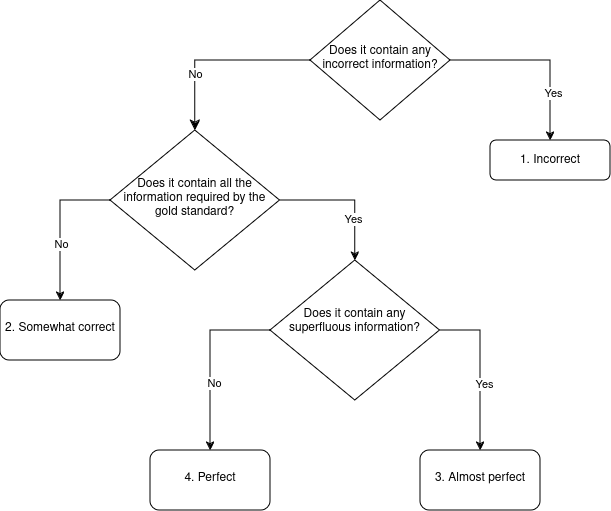 Does it contain any
incorrect information?
No
Yes
1. Incorrect
Does it contain all the
information required by the
gold standard?
No
Yes
2. Somewhat correct
Does it contain any
superfluous information?
No
Yes
4. Perfect
3. Almost perfect